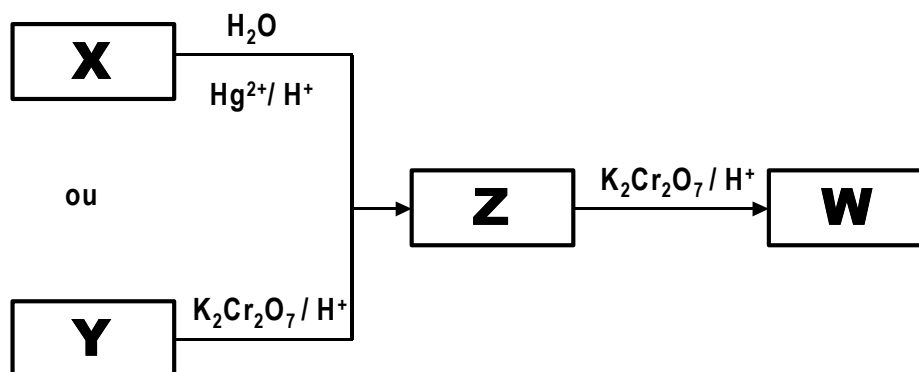 H₂O
X
Hg²⁺/ H⁺
ou
Z
K₂Cr₂O₇ / H⁺
W
Y
K₂Cr₂O₇ / H⁺